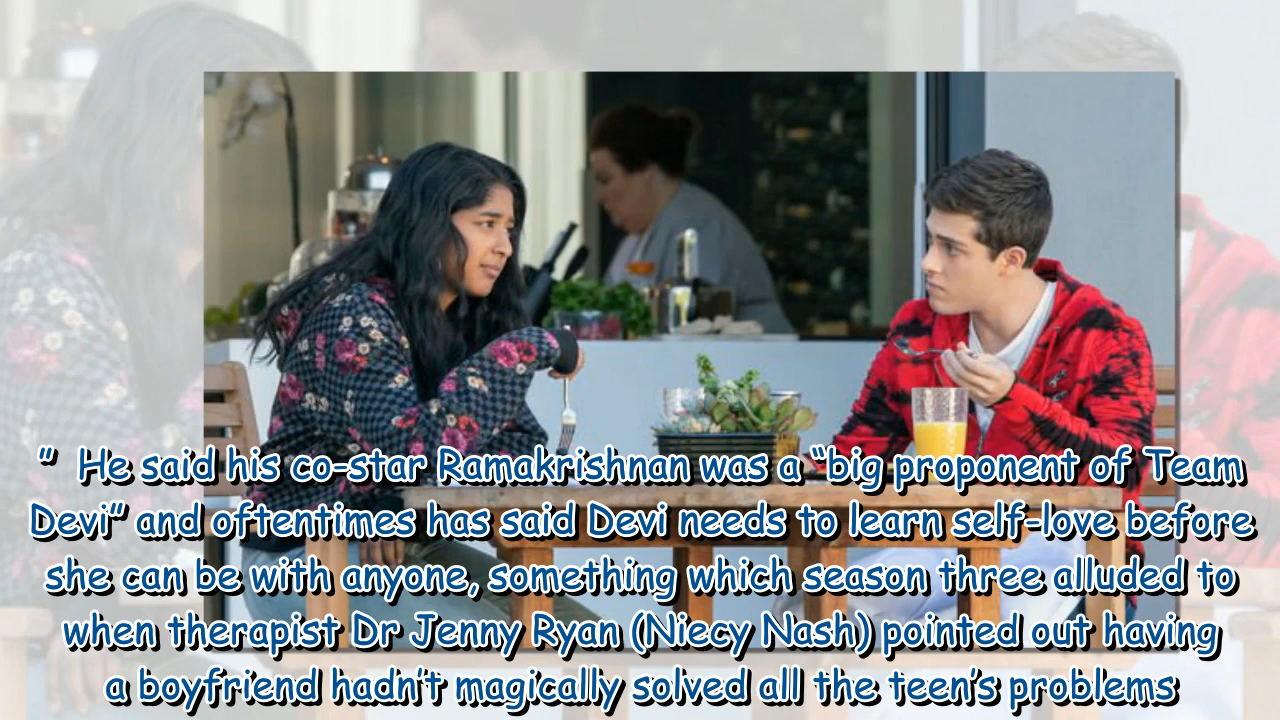 ”  He said his co-star Ramakrishnan was a “big proponent of Team
Devi” and oftentimes has said Devi needs to learn self-love before
she can be with anyone, something which season three alluded to
when therapist Dr Jenny Ryan (Niecy Nash) pointed out having
a boyfriend hadn’t magically solved all the teen’s problems